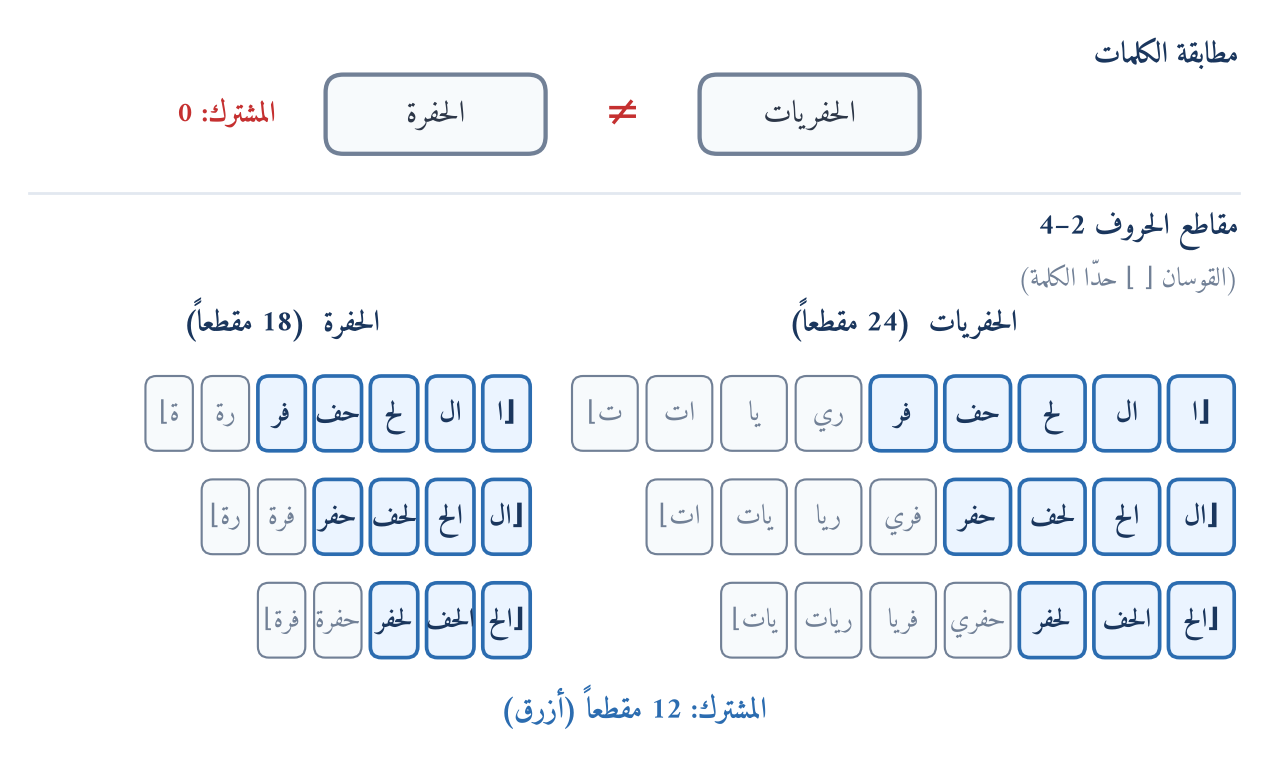 مطابقة الكلمات
الحفريات ≠ الحفرة المشترك: 0
مقاطع الحروف 2–4
(القوسان ⌊ ⌋ حدّا الكلمة)
الحفريات (24 مقطعاً) الحفرة (18 مقطعاً)
⌋ا ال لح حف فر ري يا ات ت⌊ ⌋ا ال لح حف فر رة ة⌊
⌋ال الح لحف حفر فري ريا يات ات⌊ ⌋ال الح لحف حفر فرة رة⌊
⌋الح الحف لحفر حفري فريا ريات يات⌊ ⌋الح الحف لحفر حفرة فرة⌊
المشترك: 12 مقطعاً (أزرق)